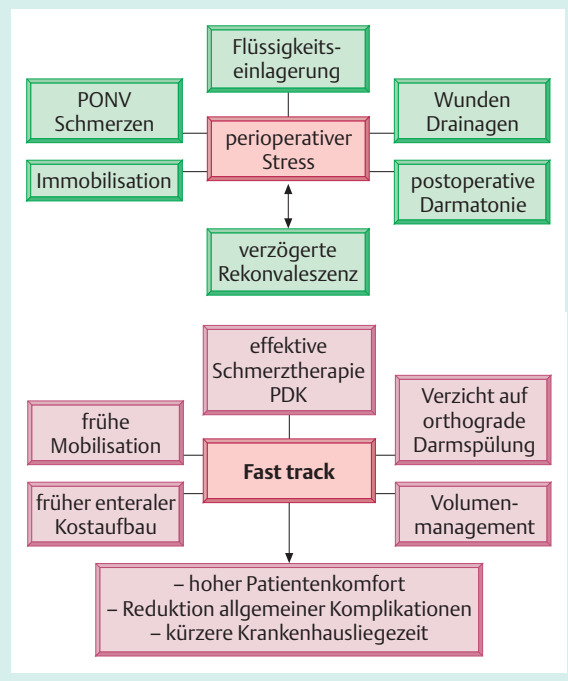 Flüssigkeits-
einlagerung
PONV
Schmerzen
Wunden
Drainagen
perioperativer
Stress
Immobilisation
postoperative
Darmatonie
verzögerte
Rekonvaleszenz
effektive
Schmerztherapie
PDK
frühe
Mobilisation
Verzicht auf
orthograde
Darmspülung
Fast track
früher enteraler
Kostaufbau
Volumen-
management
– hoher Patientenkomfort
– Reduktion allgemeiner Komplikationen
– kürzere Krankenhausliegezeit